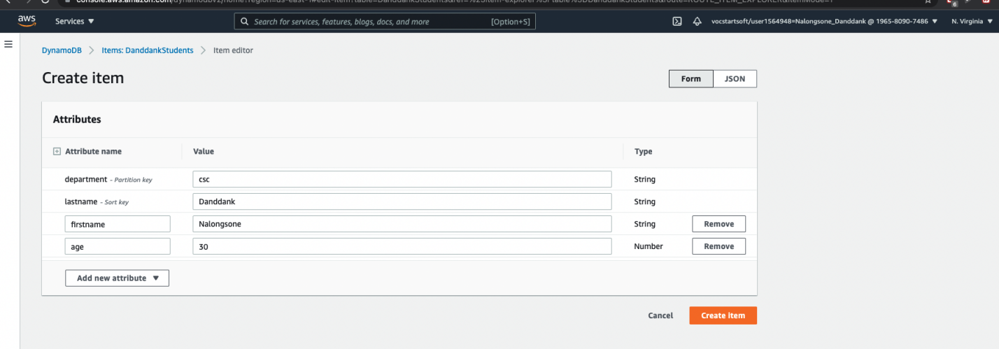 console.aws.amazon.com/dynamodbv2/home?region=us-east-1#edit-item?table=DanddankStudents&ref=%23item-explorer%3Ftable%3DDanddankStudents&route=ROUTE_ITEM_EXPLORER&itemMode=1
6
aws Services ▼ Search for services, features, blogs, docs, and more [Option+S] vocstartsoft/user1564948=Nalongsone_Danddank @ 1965-8090-7486 ▼ N. Virginia ▼
DynamoDB > Items: DanddankStudents > Item editor
Create item
Form JSON
Attributes
Attribute name Value Type
department - Partition key csc String
lastname - Sort key Danddank String
firstname Nalongsone String Remove
age 30 Number Remove
Add new attribute ▼
Cancel Create item